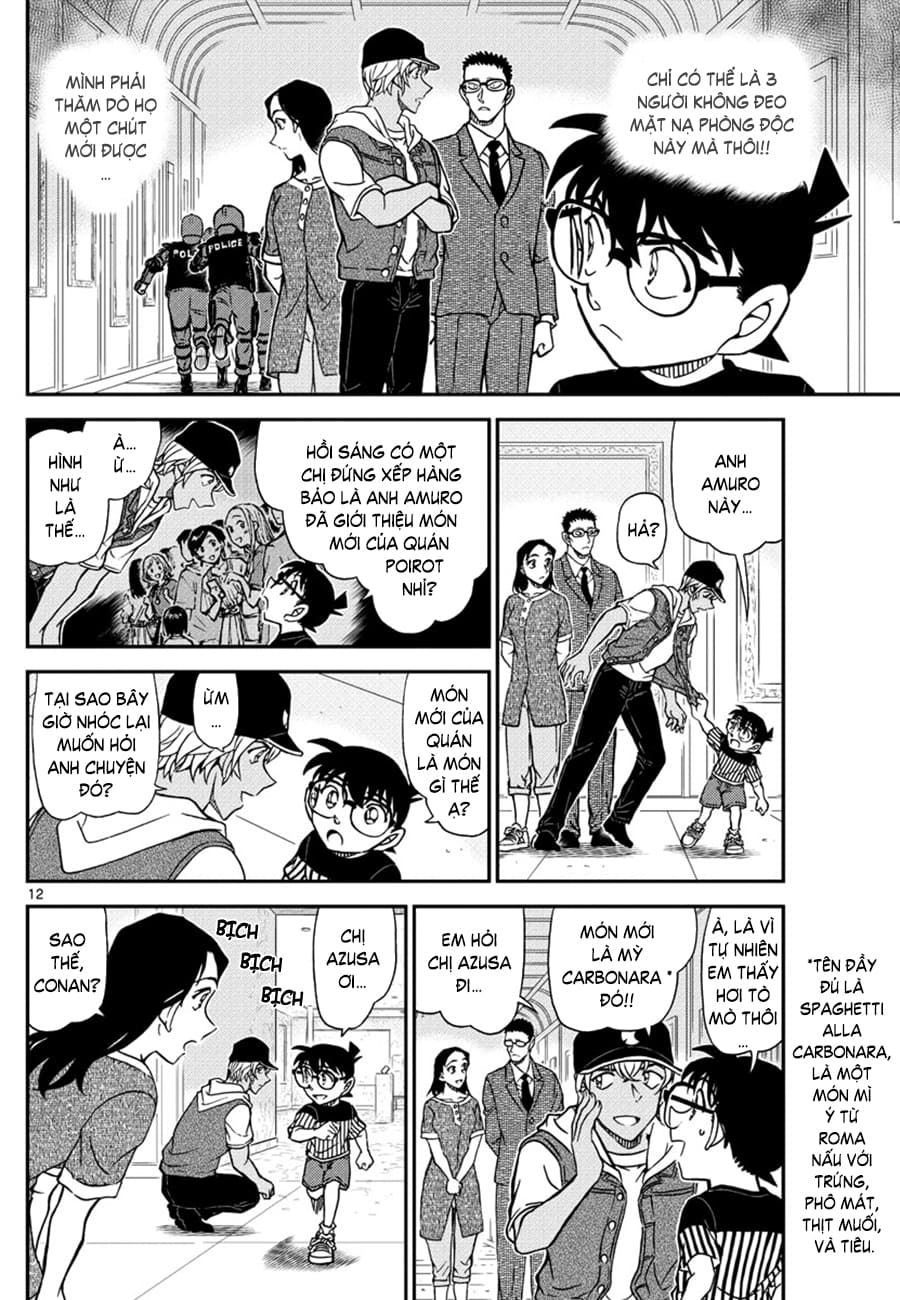 CHỈ CÓ THỂ LÀ 3
NGƯỜI KHÔNG ĐEO
MẶT NẠ PHÒNG ĐỘC
NÀY MÀ THÔI!!
MÌNH PHẢI
THĂM DÒ HỌ
MỘT CHÚT
MỚI ĐƯỢC
...
POLICE
POLICE
ANH
AMURO
NÀY...
HẢ?
HỒI SÁNG CÓ MỘT
CHỊ ĐỨNG XẾP HÀNG
BẢO LÀ ANH AMURO
ĐÃ GIỚI THIỆU MÓN
MỚI CỦA QUÁN
POIROT
NHỈ?
À...
Ừ...
HÌNH
NHƯ
LÀ
THẾ...
MÓN
MỚI CỦA
QUÁN
LÀ MÓN
GÌ THẾ
Ạ?
ỪM
...
TẠI SAO BÂY
GIỜ NHÓC LẠI
MUỐN HỎI
ANH CHUYỆN
ĐÓ?
12
À, LÀ VÌ
TỰ NHIÊN
EM THẤY
HƠI TÒ
MÒ THÔI
...
MÓN MỚI
LÀ MỲ
CARBONARA *
ĐÓ!!
EM HỎI
CHỊ AZUSA
ĐI...
CHỊ
AZUSA
ƠI...
BỊCH
BỊCH
BỊCH
SAO
THẾ,
CONAN?
*TÊN ĐẦY
ĐỦ LÀ
SPAGHETTI
ALLA
CARBONARA,
LÀ MỘT
MÓN MÌ
Ý TỪ
ROMA
NẤU VỚI
TRỨNG,
PHÔ MÁT,
THỊT MUỐI,
VÀ TIÊU.